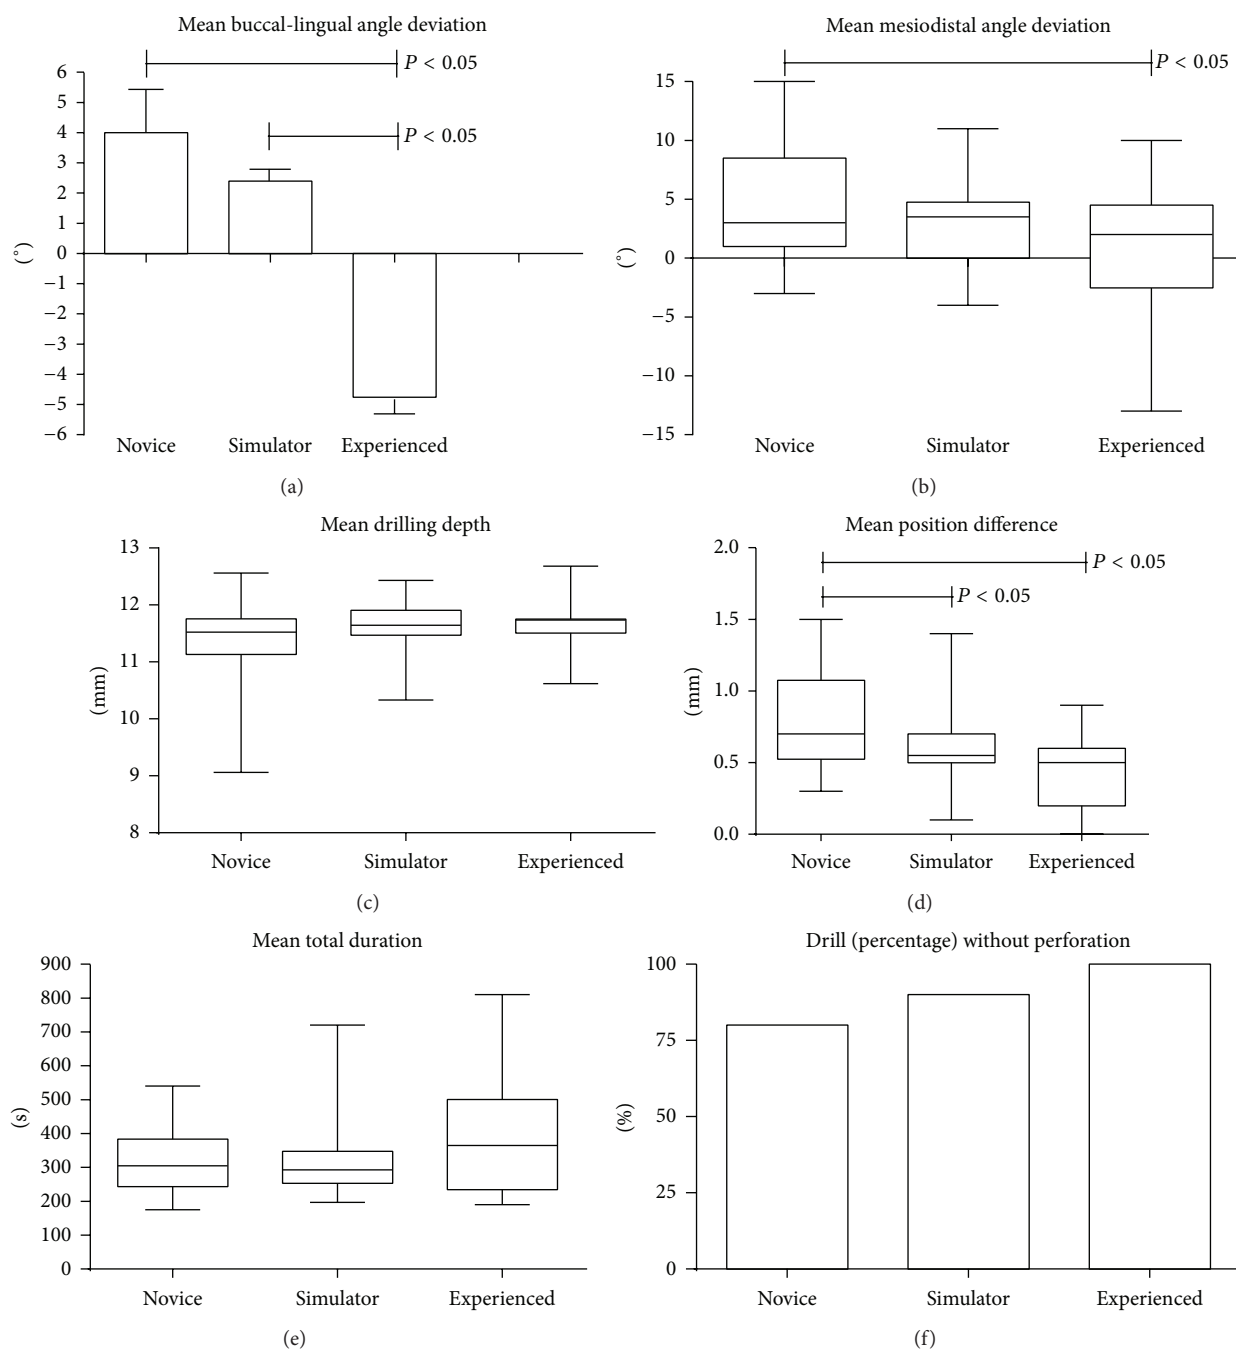 Mean buccal-lingual angle deviation
P < 0.05
P < 0.05
6
5
4
3
2
1
0
−1
−2
−3
−4
−5
−6
(°)
Novice Simulator Experienced
(a)
Mean mesiodistal angle deviation
P < 0.05
15
10
5
0
−5
−10
−15
(°)
Novice Simulator Experienced
(b)
Mean drilling depth
13
12
11
10
9
8
(mm)
Novice Simulator Experienced
(c)
Mean position difference
P < 0.05
P < 0.05
2.0
1.5
1.0
0.5
0.0
(mm)
Novice Simulator Experienced
(d)
Mean total duration
900
800
700
600
500
400
300
200
100
0
(s)
Novice Simulator Experienced
(e)
Drill (percentage) without perforation
100
75
50
25
0
(%)
Novice Simulator Experienced
(f)